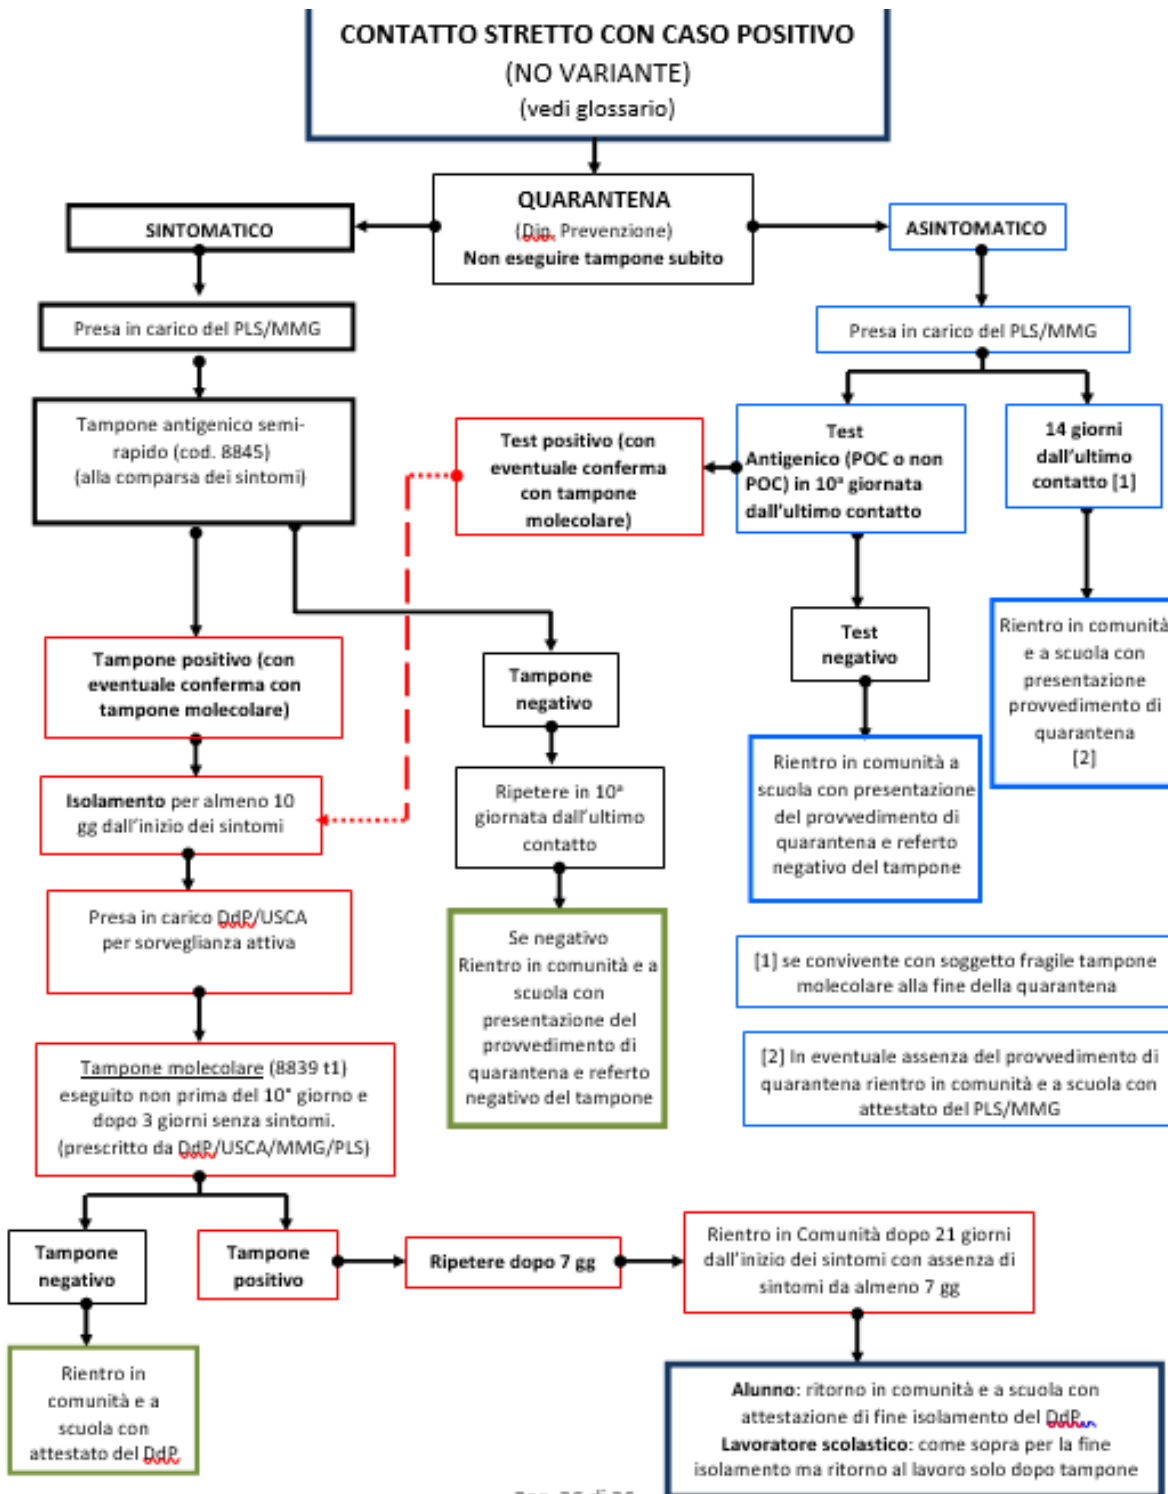 CONTATTO STRETTO CON CASO POSITIVO
(NO VARIANTE)
(vedi glossario)
QUARANTENA
(Dip. Prevenzione)
Non eseguire tampone subito
SINTOMATICO
ASINTOMATICO
Presa in carico del PLS/MMG
Presa in carico del PLS/MMG
Tampone antigenico semi-
rapido (cod. 8845)
(alla comparsa dei sintomi)
Test positivo (con
eventuale conferma
con tampone
molecolare)
Test
Antigenico (POC o non
POC) in 10ª giornata
dall'ultimo contatto
14 giorni
dall'ultimo
contatto [1]
Tampone positivo (con
eventuale conferma con
tampone molecolare)
Tampone
negativo
Test
negativo
Rientro in comunità
e a scuola con
presentazione
provvedimento di
quarantena
[2]
Isolamento per almeno 10
gg dall'inizio dei sintomi
Ripetere in 10ª
giornata dall'ultimo
contatto
Rientro in comunità a
scuola con presentazione
del provvedimento di
quarantena e referto
negativo del tampone
Presa in carico DdP/USCA
per sorveglianza attiva
Se negativo
Rientro in comunità e a
scuola con
presentazione del
provvedimento di
quarantena e referto
negativo del tampone
[1] se convivente con soggetto fragile tampone
molecolare alla fine della quarantena
[2] In eventuale assenza del provvedimento di
quarantena rientro in comunità e a scuola con
attestato del PLS/MMG
Tampone molecolare (8839 t1)
eseguito non prima del 10° giorno e
dopo 3 giorni senza sintomi.
(prescritto da DdP/USCA/MMG/PLS)
Tampone
negativo
Tampone
positivo
Ripetere dopo 7 gg
Rientro in Comunità dopo 21 giorni
dall'inizio dei sintomi con assenza di
sintomi da almeno 7 gg
Rientro in
comunità e a
scuola con
attestato del DdP
Alunno: ritorno in comunità e a scuola con
attestazione di fine isolamento del DdP
Lavoratore scolastico: come sopra per la fine
isolamento ma ritorno al lavoro solo dopo tampone